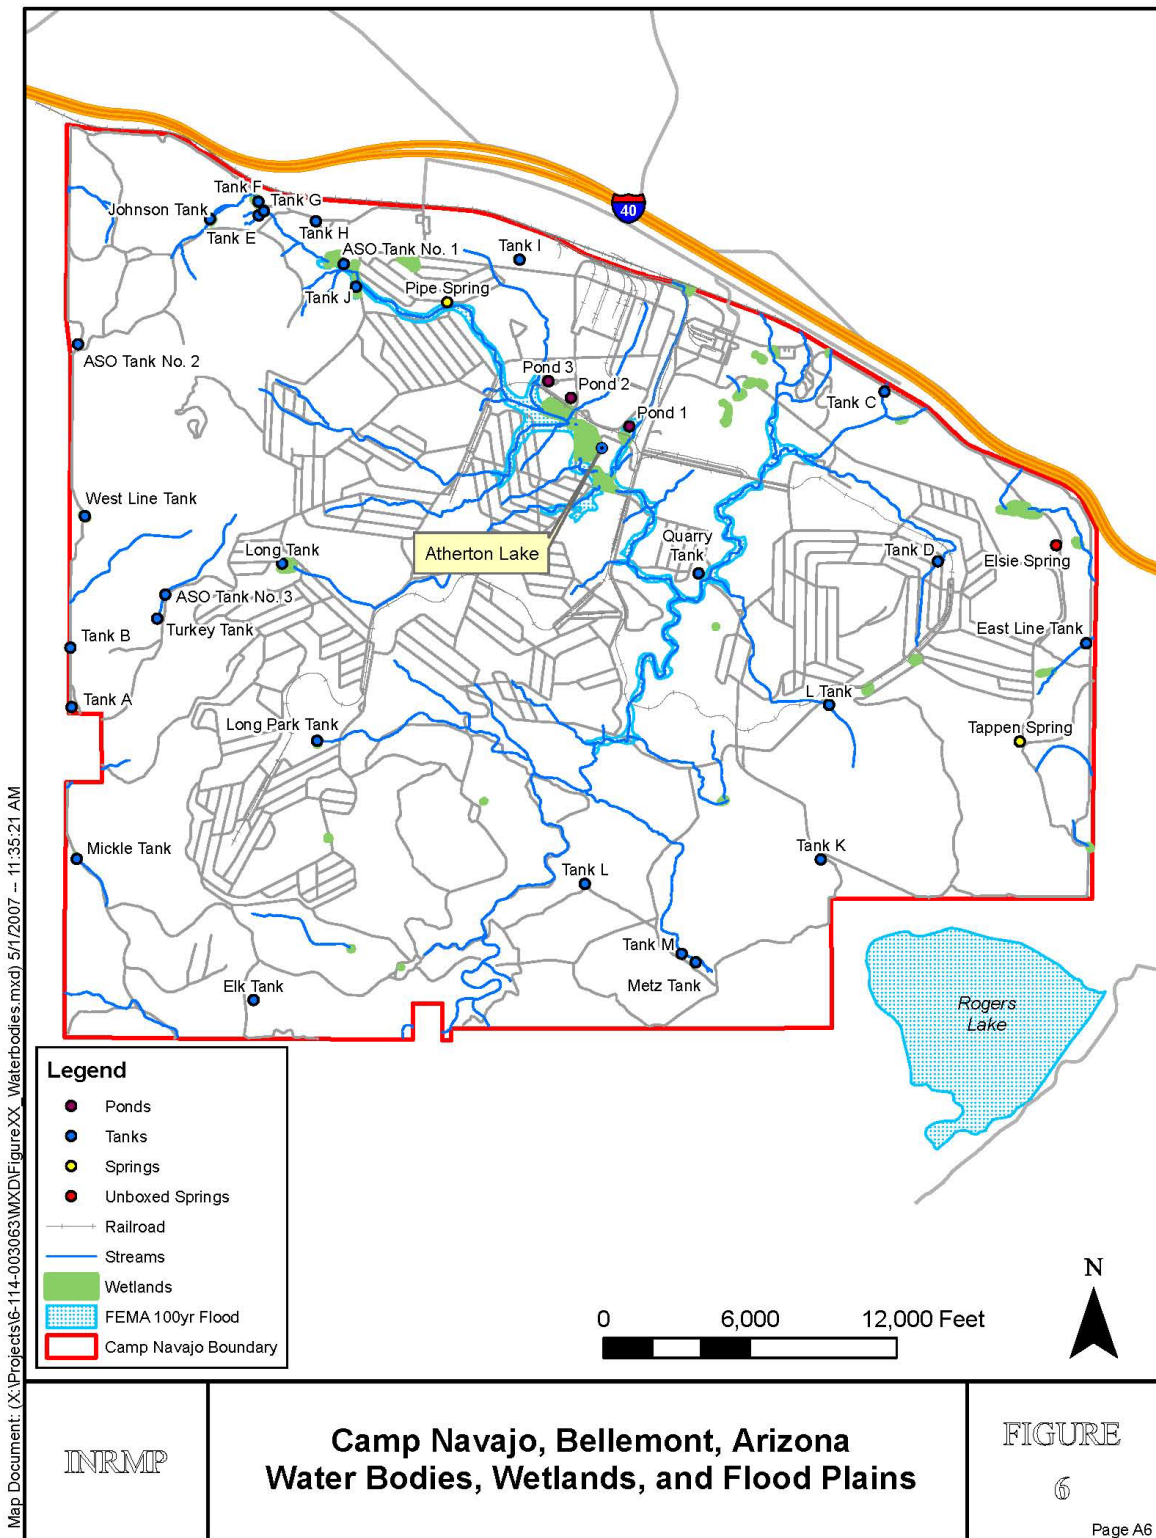 40
Tank F
Tank G
Johnson Tank
Tank E
Tank H
ASO Tank No. 1
Tank I
Tank J
Pipe Spring
ASO Tank No. 2
Pond 3
Pond 2
Pond 1
Tank C
West Line Tank
Long Tank
Atherton Lake
Quarry
Tank
Tank D
Elsie Spring
ASO Tank No. 3
Turkey Tank
Tank B
East Line Tank
Tank A
L Tank
Long Park Tank
Tappen Spring
Mickle Tank
Tank K
Tank L
Tank M
Metz Tank
Elk Tank
Rogers
Lake
Legend
Ponds
Tanks
Springs
Unboxed Springs
Railroad
Streams
Wetlands
FEMA 100yr Flood
Camp Navajo Boundary
0 6,000 12,000 Feet
N
Map Document: (X:\Projects\6-114-003063\MXD\FigureXX_Waterbodies.mxd) 5/1/2007 -- 11:35:21 AM
INRMP
Camp Navajo, Bellemont, Arizona
Water Bodies, Wetlands, and Flood Plains
FIGURE
6
Page A6